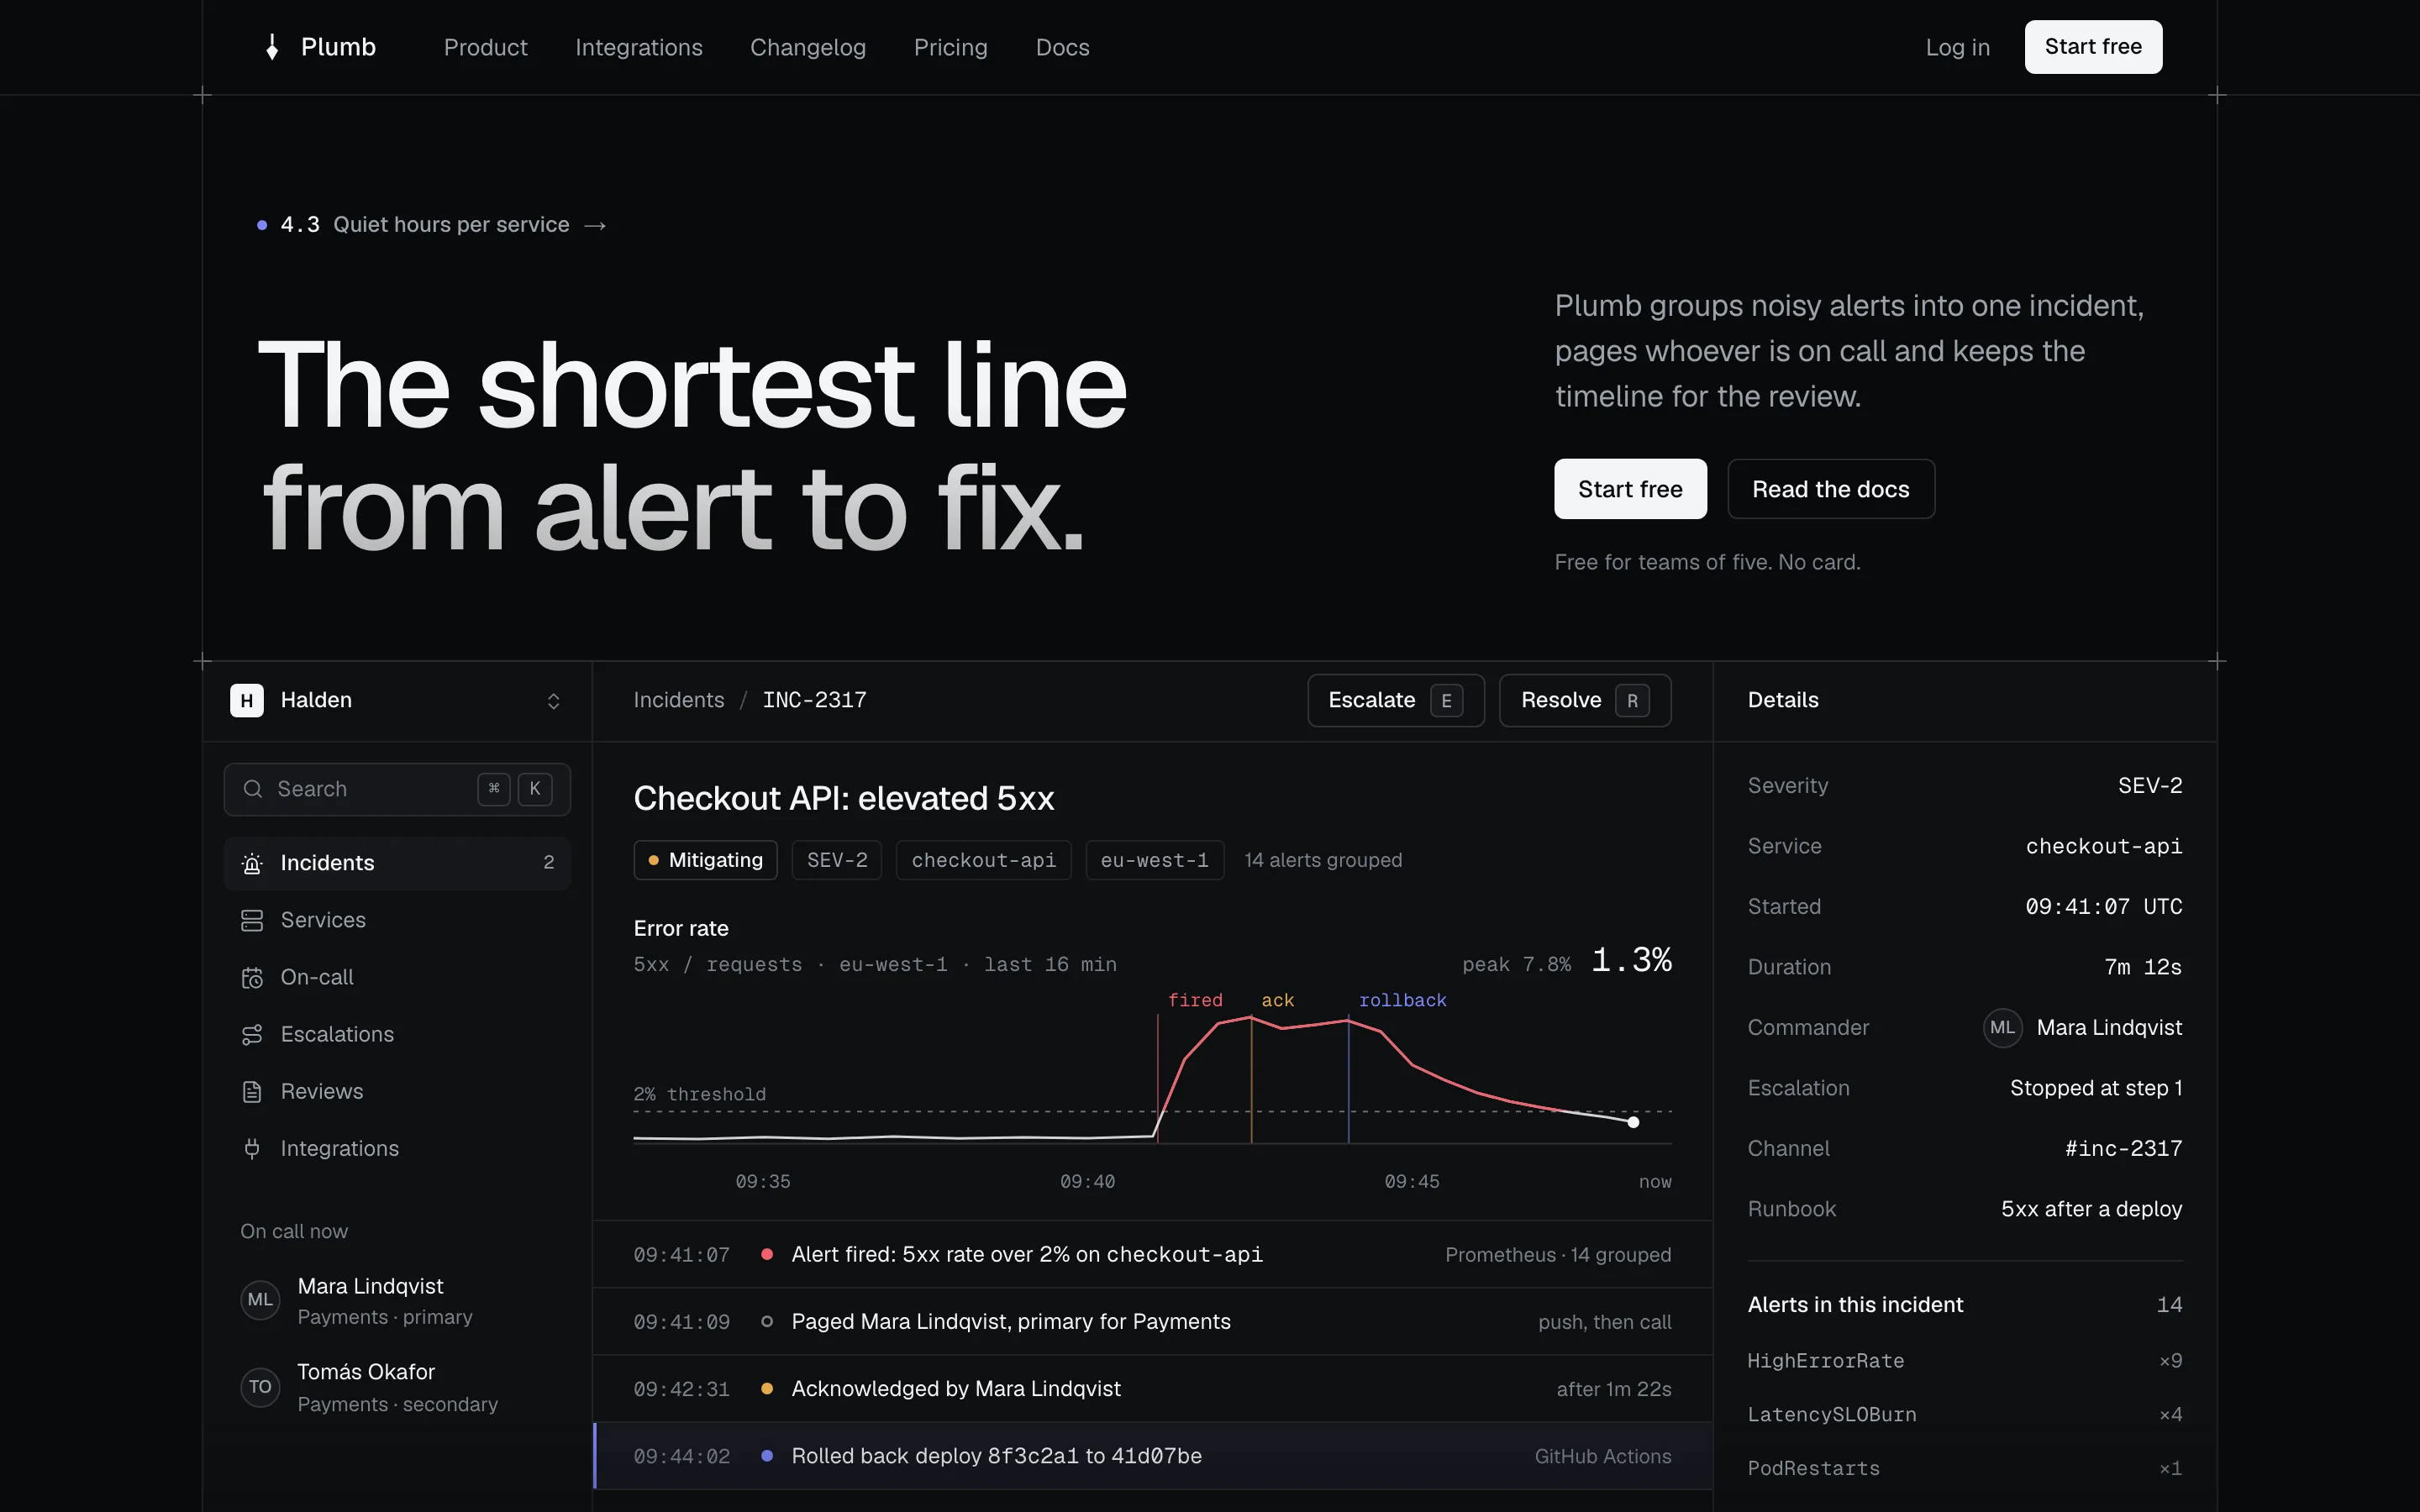 Plumb
Product
Integrations
Changelog
Pricing
Docs
Log in
Start free
4.3 Quiet hours per service →
The shortest line
from alert to fix.
Plumb groups noisy alerts into one incident,
pages whoever is on call and keeps the
timeline for the review.
Start free
Read the docs
Free for teams of five. No card.
H Halden
Search ⌘ K
Incidents 2
Services
On-call
Escalations
Reviews
Integrations
On call now
ML Mara Lindqvist
Payments · primary
TO Tomás Okafor
Payments · secondary
Incidents / INC-2317
Escalate E
Resolve R
Checkout API: elevated 5xx
Mitigating
SEV-2
checkout-api
eu-west-1
14 alerts grouped
Error rate
5xx / requests · eu-west-1 · last 16 min
peak 7.8% 1.3%
fired
ack
rollback
2% threshold
09:35
09:40
09:45
now
09:41:07 Alert fired: 5xx rate over 2% on checkout-api Prometheus · 14 grouped
09:41:09 Paged Mara Lindqvist, primary for Payments push, then call
09:42:31 Acknowledged by Mara Lindqvist after 1m 22s
09:44:02 Rolled back deploy 8f3c2a1 to 41d07be GitHub Actions
Details
Severity SEV-2
Service checkout-api
Started 09:41:07 UTC
Duration 7m 12s
Commander ML Mara Lindqvist
Escalation Stopped at step 1
Channel #inc-2317
Runbook 5xx after a deploy
Alerts in this incident 14
HighErrorRate ×9
LatencySLOBurn ×4
PodRestarts ×1